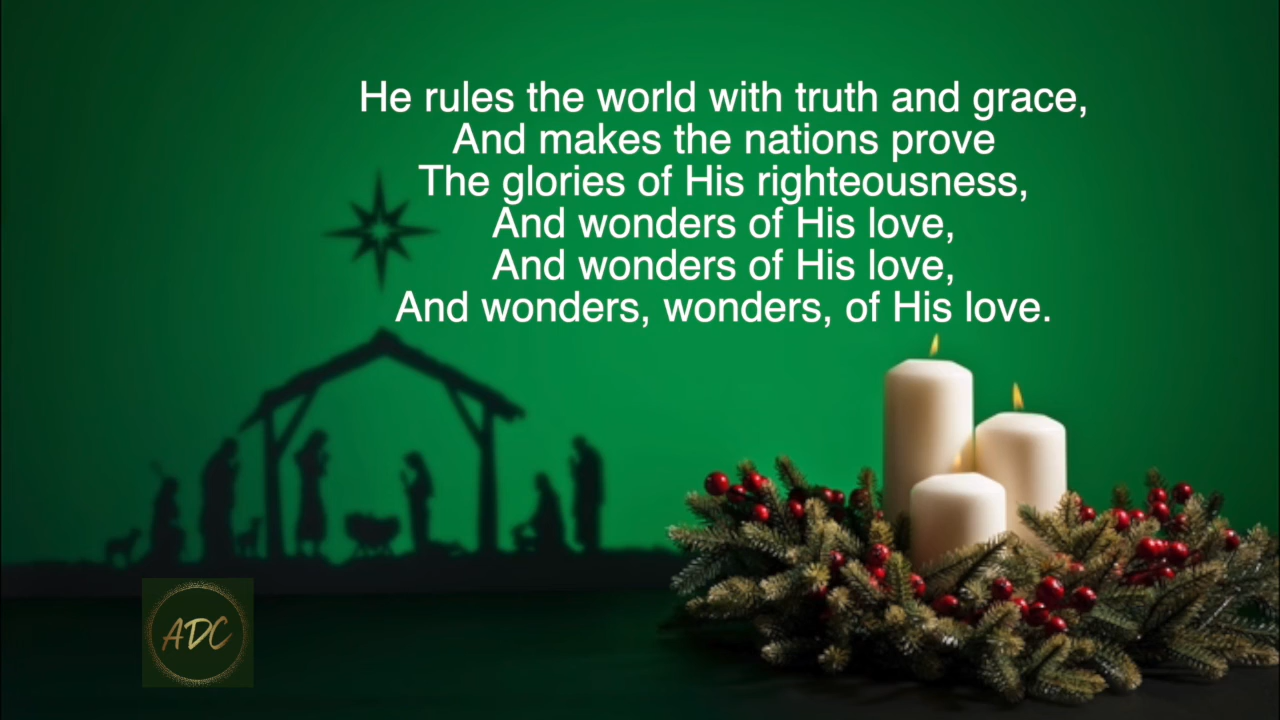 He rules the world with truth and grace,
And makes the nations prove
The glories of His righteousness,
And wonders of His love,
And wonders of His love,
And wonders, wonders, of His love.
ADC